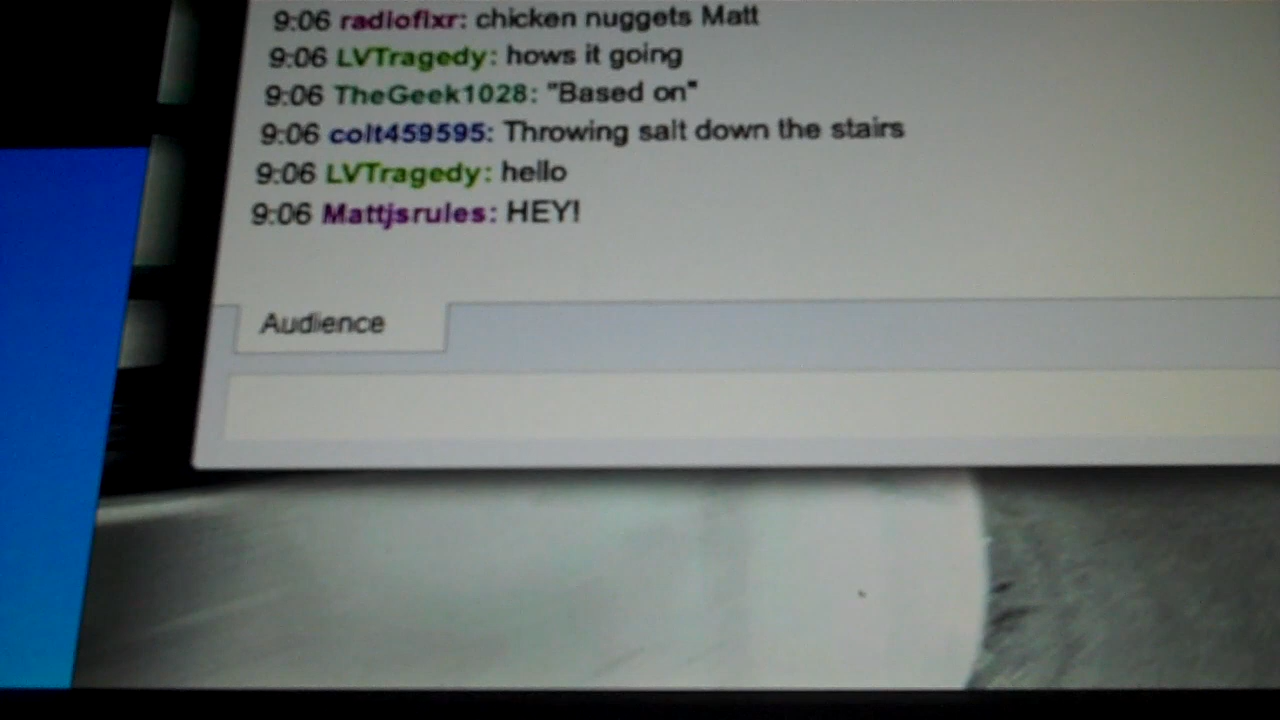 9:06 radiofixr: chicken nuggets Matt
9:06 LVTragedy: hows it going
9:06 TheGeek1028: "Based on"
9:06 colt459595: Throwing salt down the stairs
9:06 LVTragedy: hello
9:06 Mattjsrules: HEY!
Audience